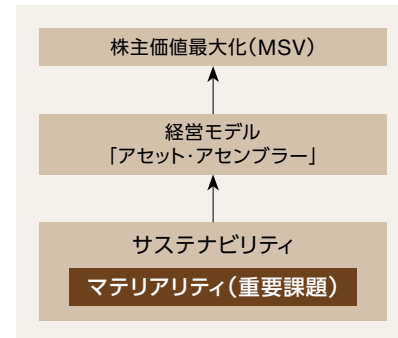 株主価値最大化（MSV）
経営モデル
「アセット・アセンブラー」
サステナビリティ
マテリアリティ（重要課題）